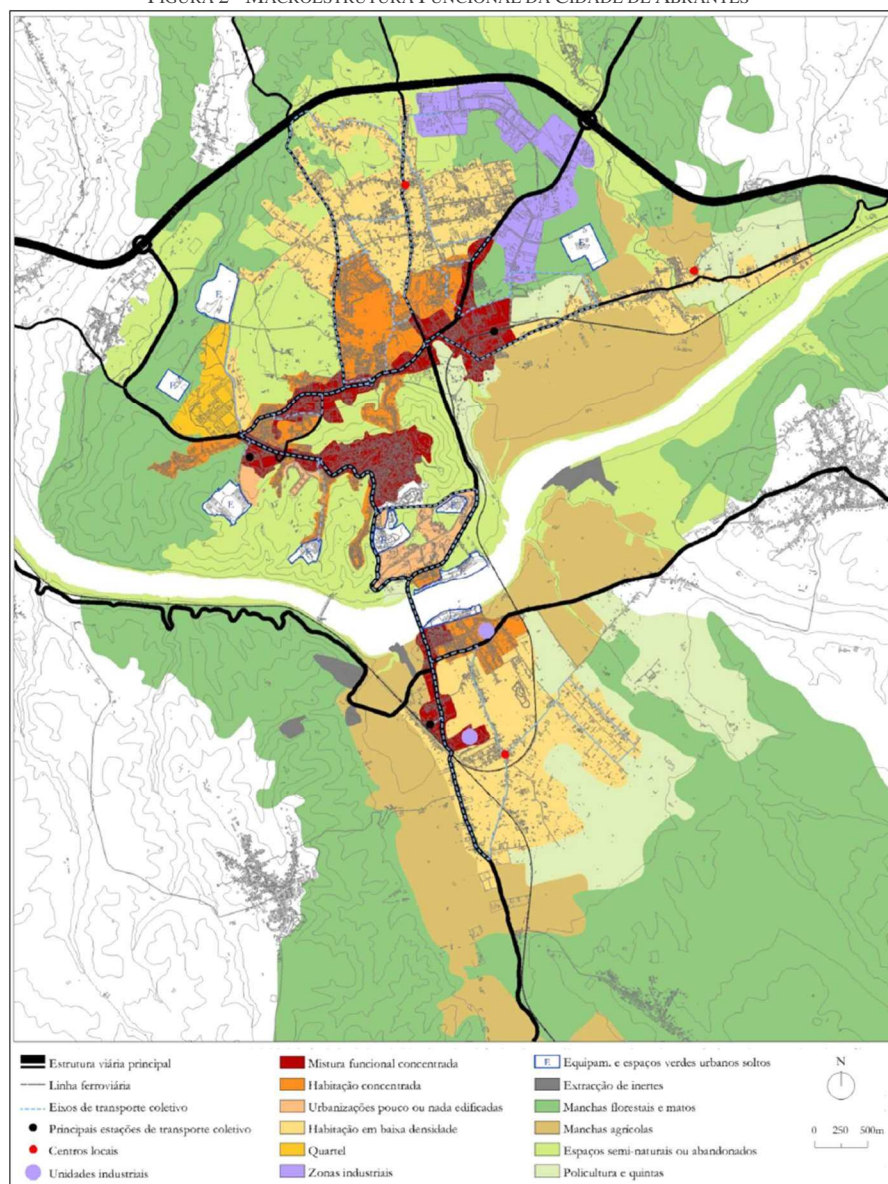 FIGURA 2 - MACROESTRUTURA FUNCIONAL DA CIDADE DE ABRANTES
E
E
E
E
E
Estrutura viária principal
Linha ferroviária
Eixos de transporte coletivo
Principais estações de transporte coletivo
Centros locais
Unidades industriais
Mistura funcional concentrada
Habitação concentrada
Urbanizações pouco ou nada edificadas
Habitação em baixa densidade
Quartel
Zonas industriais
E
Equipam. e espaços verdes urbanos soltos
Extracção de inertes
Manchas florestais e matos
Manchas agrícolas
Espaços semi-naturais ou abandonados
Policultura e quintas
N
0 250 500m